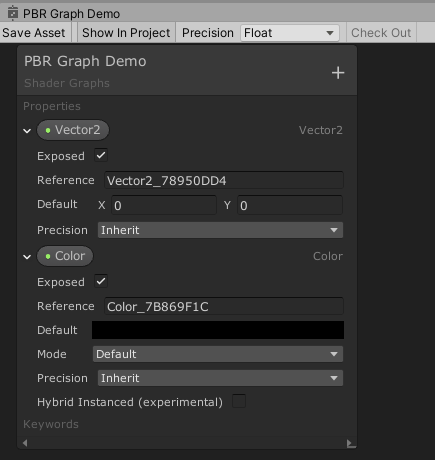 PBR Graph Demo
Save Asset Show In Project Precision Float Check Out
PBR Graph Demo
Shader Graphs
Properties
Vector2 Vector2
Exposed
Reference Vector2_78950DD4
Default X 0 Y 0
Precision Inherit
Color Color
Exposed
Reference Color_7B869F1C
Default
Mode Default
Precision Inherit
Hybrid Instanced (experimental)
Keywords